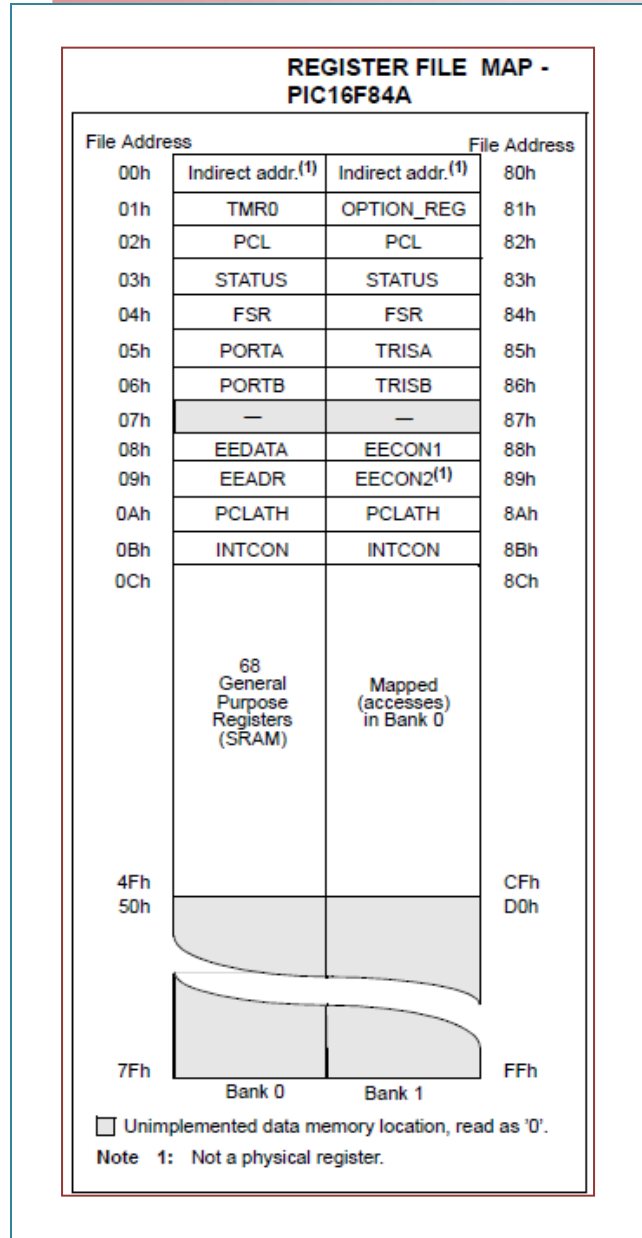 REGISTER FILE MAP -
PIC16F84A
File Address File Address
00h Indirect addr.(1) Indirect addr.(1) 80h
01h TMR0 OPTION_REG 81h
02h PCL PCL 82h
03h STATUS STATUS 83h
04h FSR FSR 84h
05h PORTA TRISA 85h
06h PORTB TRISB 86h
07h — — 87h
08h EEDATA EECON1 88h
09h EEADR EECON2(1) 89h
0Ah PCLATH PCLATH 8Ah
0Bh INTCON INTCON 8Bh
0Ch 8Ch
68
General
Purpose
Registers
(SRAM)
Mapped
(accesses)
in Bank 0
4Fh CFh
50h D0h
7Fh FFh
Bank 0 Bank 1
Unimplemented data memory location, read as '0'.
Note 1: Not a physical register.